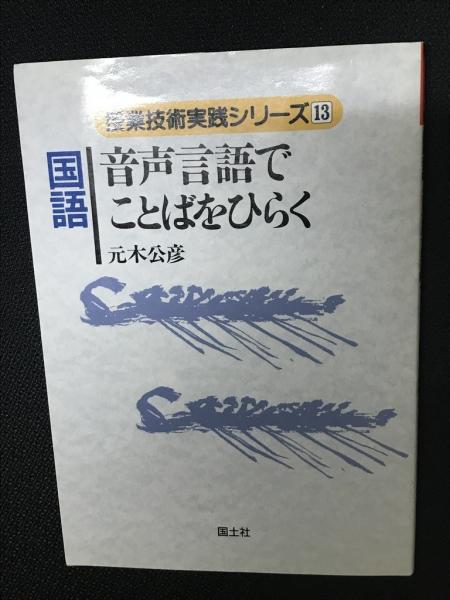 授業技術実践シリーズ13
国語
音声言語で
ことばをひらく
元木公彦
国土社